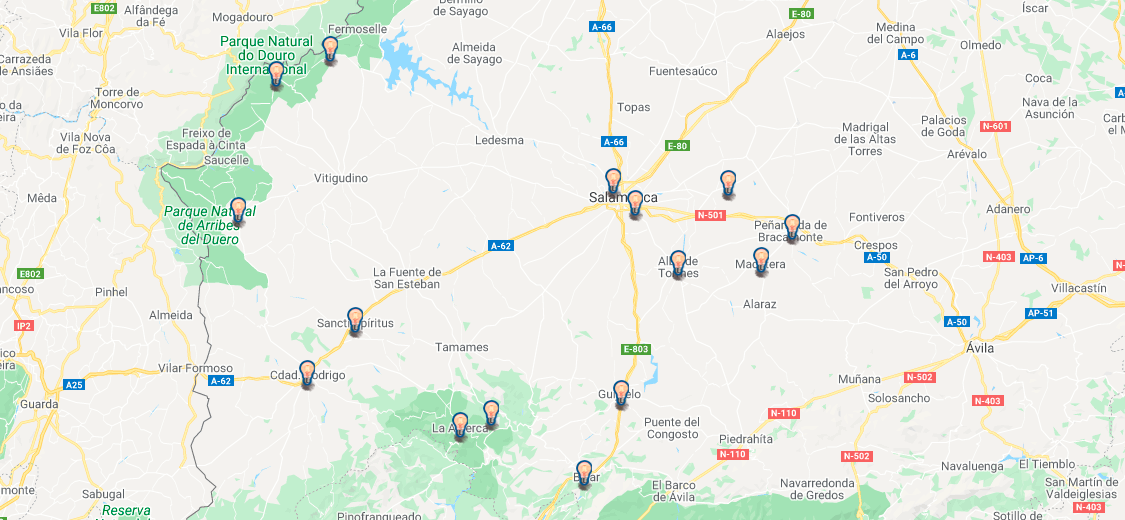 E802
Alfândega
da Fé
Mogadouro
Bermillo
de Sayago
Fermoselle
A-66
E-80
Alaejos
Medina
del Campo
A-6
Íscar
Vila Flor
Carrazeda
de Ansiães
Parque Natural
do Douro
Internacional
Almeida
de Sayago
Olmedo
Fuentesaúco
Coca
Torre de
Moncorvo
Topas
Nava de la
Asunción
Palacios
de Goda
N-601
Madrigal
de las Altas
Torres
Vila Nova
de Foz Côa
Freixo de
Espada à Cinta
Saucelle
Ledesma
A-66
E-80
Arévalo
Vitigudino
Mêda
Salamanca
Parque Natural
de Arribes
del Duero
N-501
Peñaranda de
Bracamonte
Fontiveros
Adanero
A-62
Crespos
A-50
N-403
AP-6
Alba de
Tormes
Macotera
E802
La Fuente de
San Esteban
San Pedro
del Arroyo
Villacastín
Pinhel
Alaraz
Almeida
Sancti-Spíritus
AP-51
A-50
IP2
Tamames
E-803
Ávila
Vilar Formoso
A-62
Cdad. Rodrigo
A25
Muñana
N-502
Solosancho
N-403
Guarda
Guijuelo
N-110
La Alberca
Puente del
Congosto
Piedrahíta
N-110
N-502
Navaluenga
El Tiemblo
Béjar
El Barco
de Ávila
Navarredonda
de Gredos
San Martín de
Valdeiglesias
Sabugal
N-403
Reserva
Pinofranqueado
Sotillo de